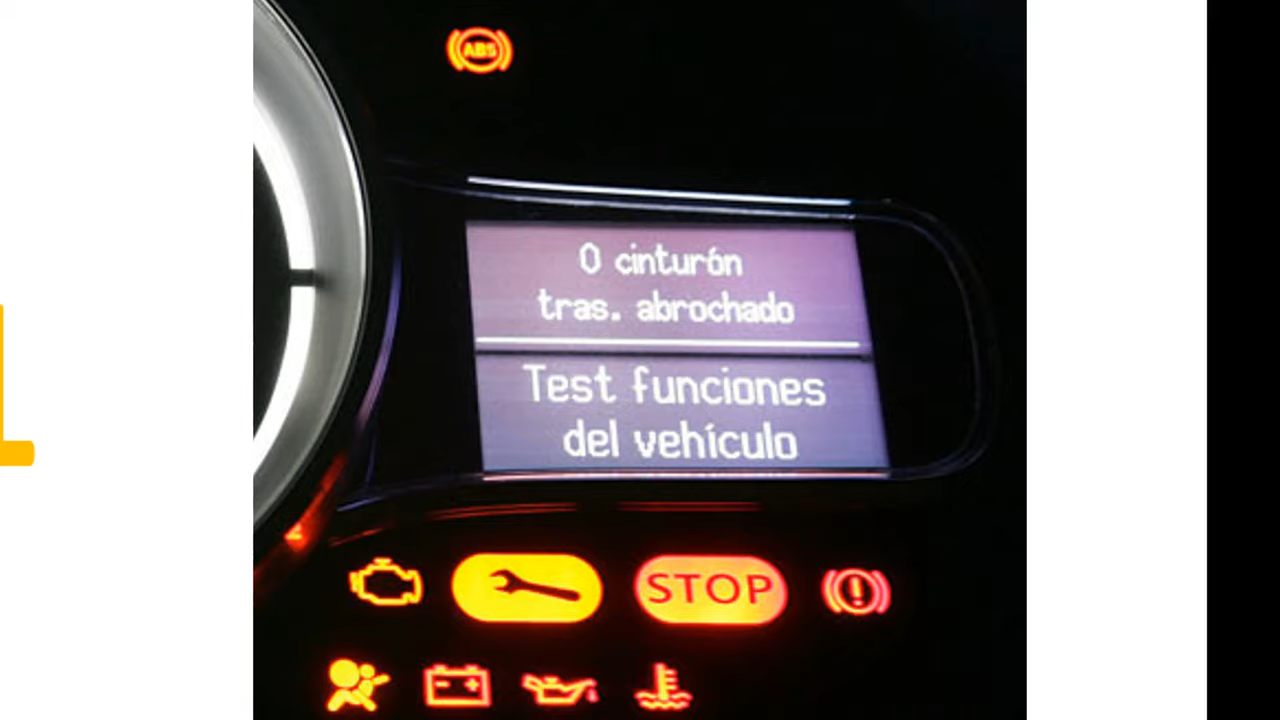 ABS
0 cinturón
tras. abrochado
Test funciones
del vehículo
STOP